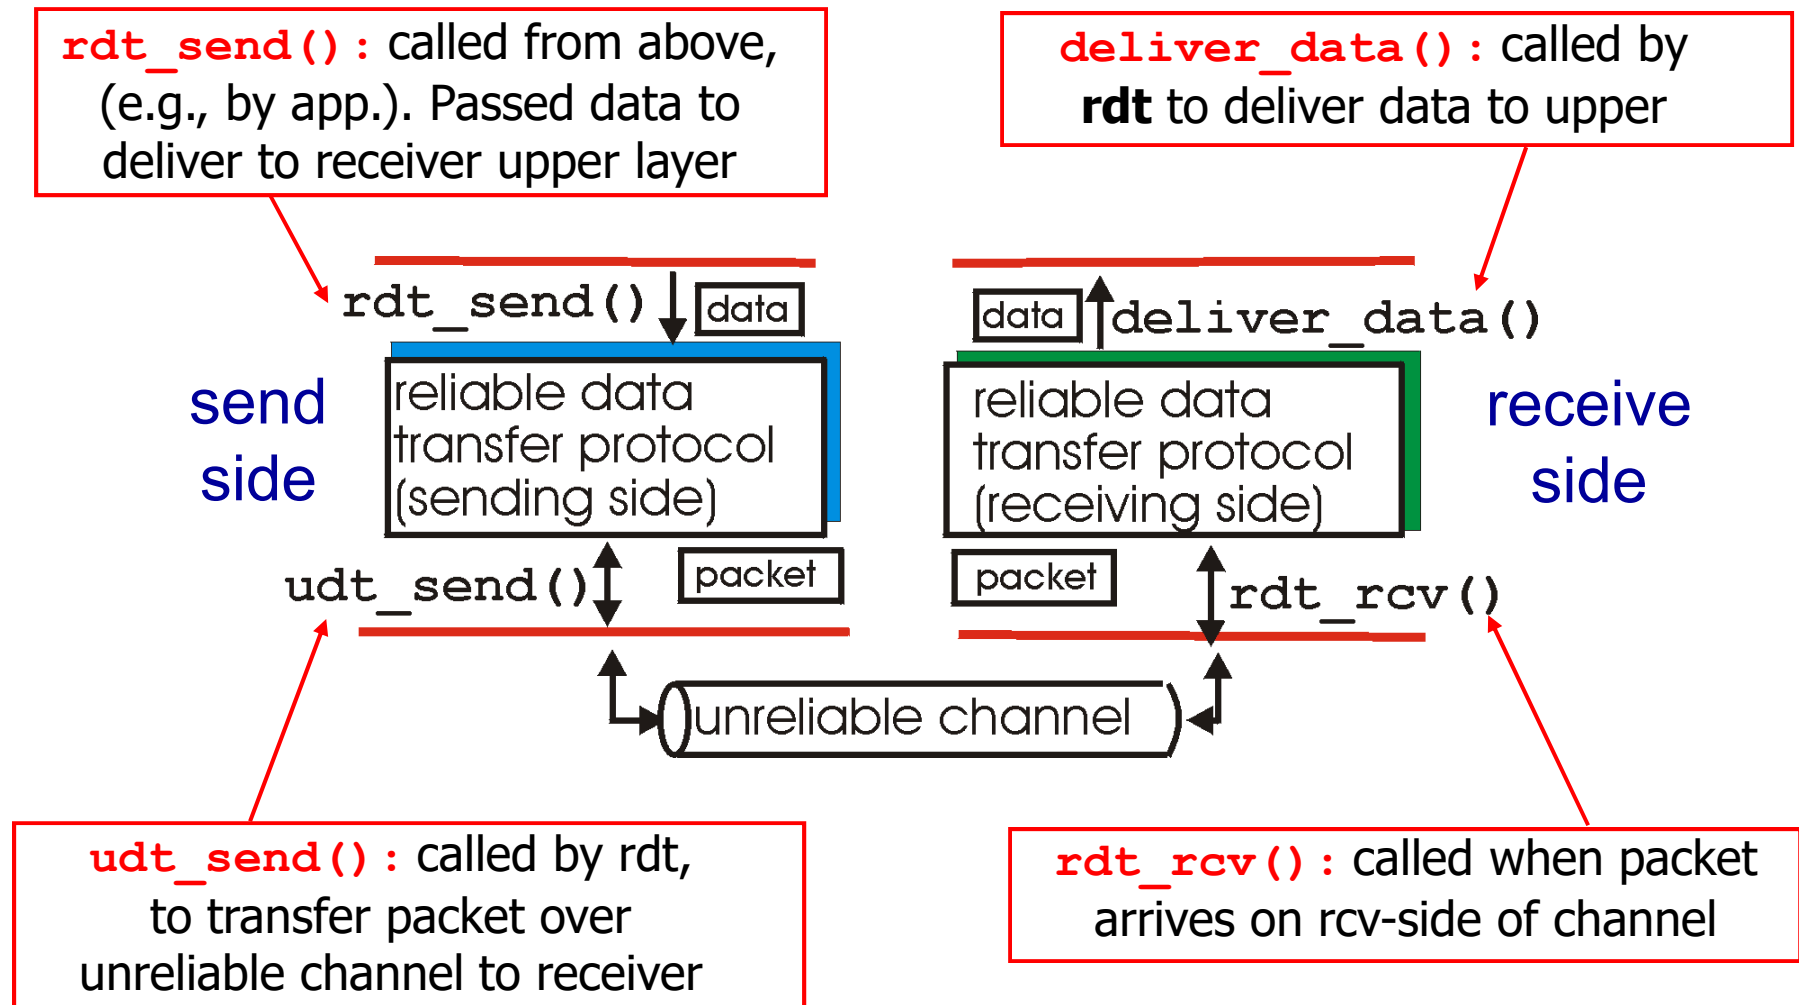 rdt_send(): called from above,
(e.g., by app.). Passed data to
deliver to receiver upper layer
deliver_data(): called by
rdt to deliver data to upper
rdt_send()
data
data
deliver_data()
send
side
reliable data
transfer protocol
(sending side)
reliable data
transfer protocol
(receiving side)
receive
side
udt_send()
packet
packet
rdt_rcv()
unreliable channel
udt_send(): called by rdt,
to transfer packet over
unreliable channel to receiver
rdt_rcv(): called when packet
arrives on rcv-side of channel